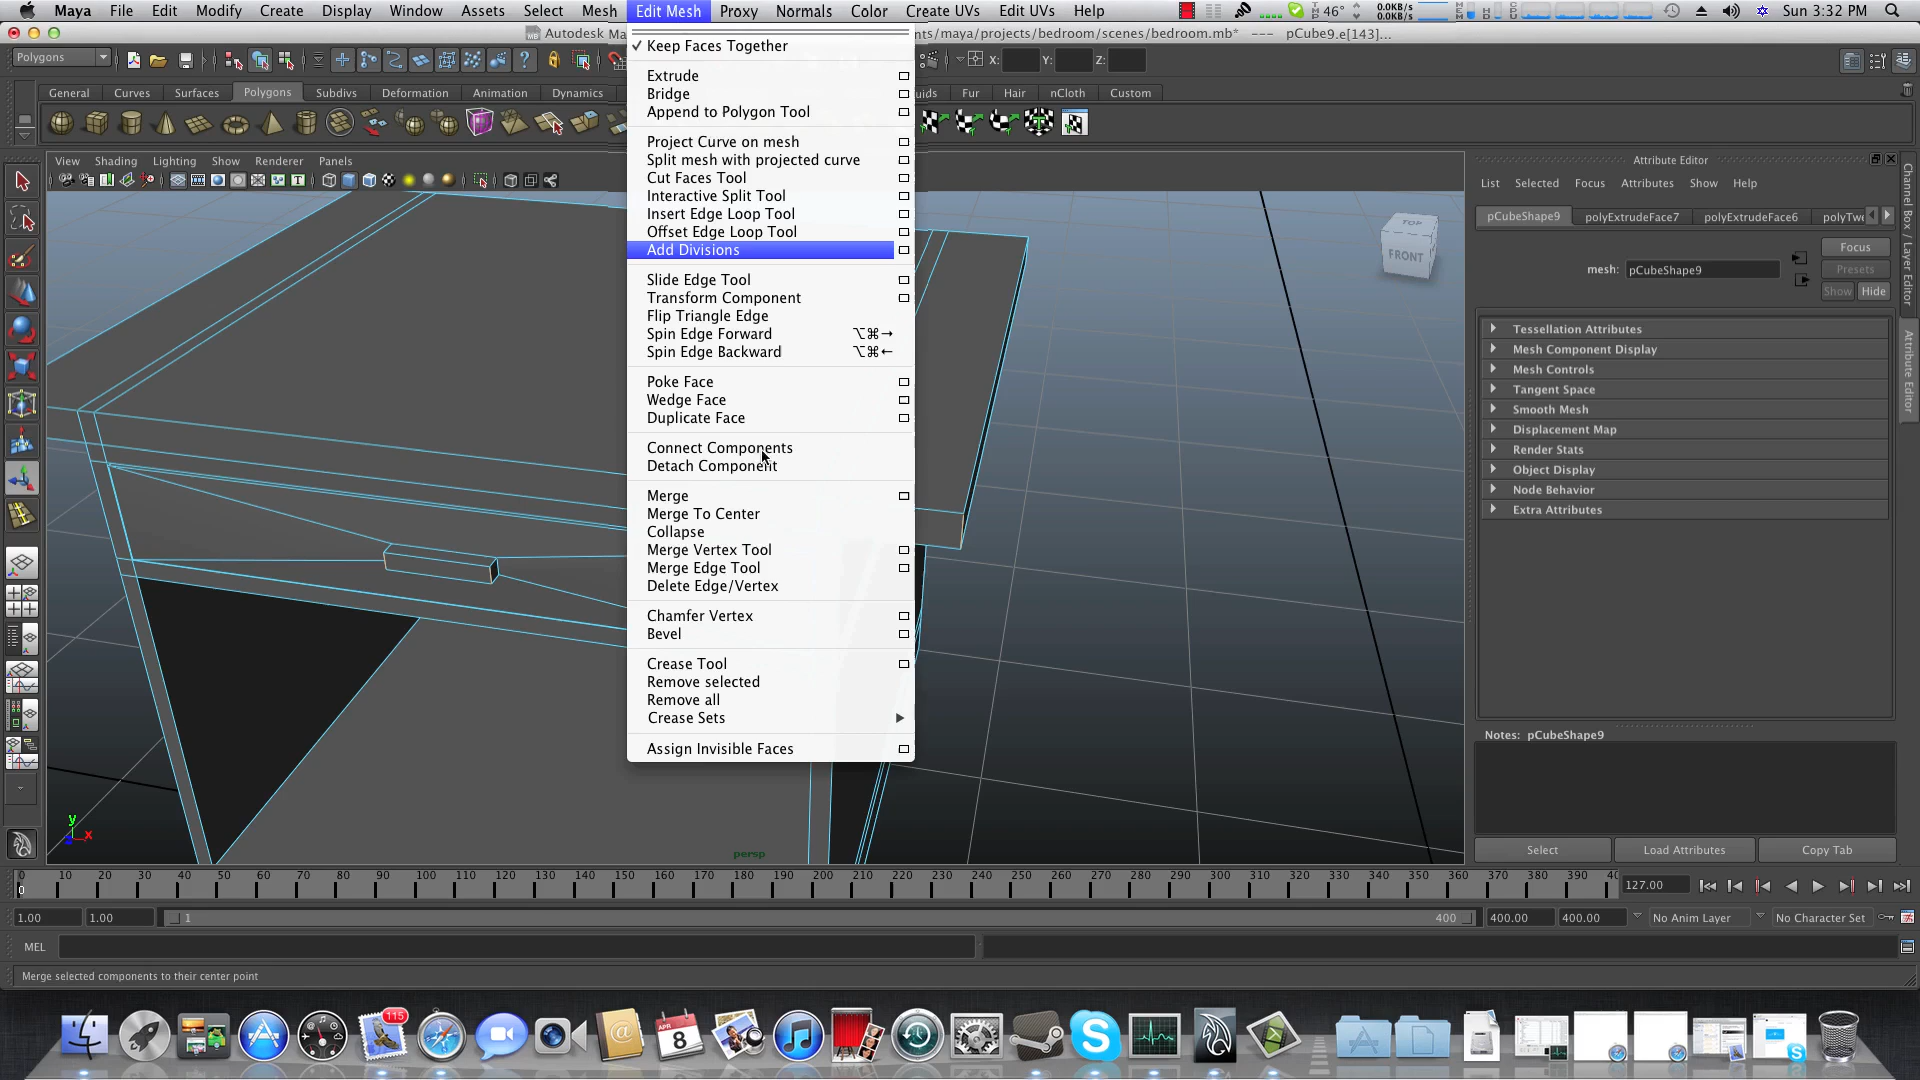 Maya File Edit Modify Create Display Window Assets Select Mesh Edit Mesh Proxy Normals Color Create UVs Edit UVs Help 46° 0.0KB/s 0.0KB/s Sun 3:32 PM
Autodesk Ma nts/maya/projects/bedroom/scenes/bedroom.mb* --- pCube9.e[143]...
Polygons X: Y: Z:
General Curves Surfaces Polygons Subdivs Deformation Animation Dynamics uids Fur Hair nCloth Custom
View Shading Lighting Show Renderer Panels
Keep Faces Together
Extrude
Bridge
Append to Polygon Tool
Project Curve on mesh
Split mesh with projected curve
Cut Faces Tool
Interactive Split Tool
Insert Edge Loop Tool
Offset Edge Loop Tool
Add Divisions
Slide Edge Tool
Transform Component
Flip Triangle Edge
Spin Edge Forward ⌥⌘→
Spin Edge Backward ⌥⌘←
Poke Face
Wedge Face
Duplicate Face
Connect Components
Detach Component
Merge
Merge To Center
Collapse
Merge Vertex Tool
Merge Edge Tool
Delete Edge/Vertex
Chamfer Vertex
Bevel
Crease Tool
Remove selected
Remove all
Crease Sets
Assign Invisible Faces
TOP
FRONT
y
x
persp
Attribute Editor
List Selected Focus Attributes Show Help
pCubeShape9 polyExtrudeFace7 polyExtrudeFace6 polyTwe
Focus
mesh: pCubeShape9 Presets
Show Hide
Tessellation Attributes
Mesh Component Display
Mesh Controls
Tangent Space
Smooth Mesh
Displacement Map
Render Stats
Object Display
Node Behavior
Extra Attributes
Notes: pCubeShape9
Select Load Attributes Copy Tab
Channel Box / Layer Editor
Attribute Editor
0 10 20 30 40 50 60 70 80 90 100 110 120 130 140 150 160 170 180 190 200 210 220 230 240 250 260 270 280 290 300 310 320 330 340 350 360 370 380 390 40
0 127.00
1.00 1.00 1 400 400.00 400.00 No Anim Layer No Character Set
MEL
Merge selected components to their center point
115
APR
8